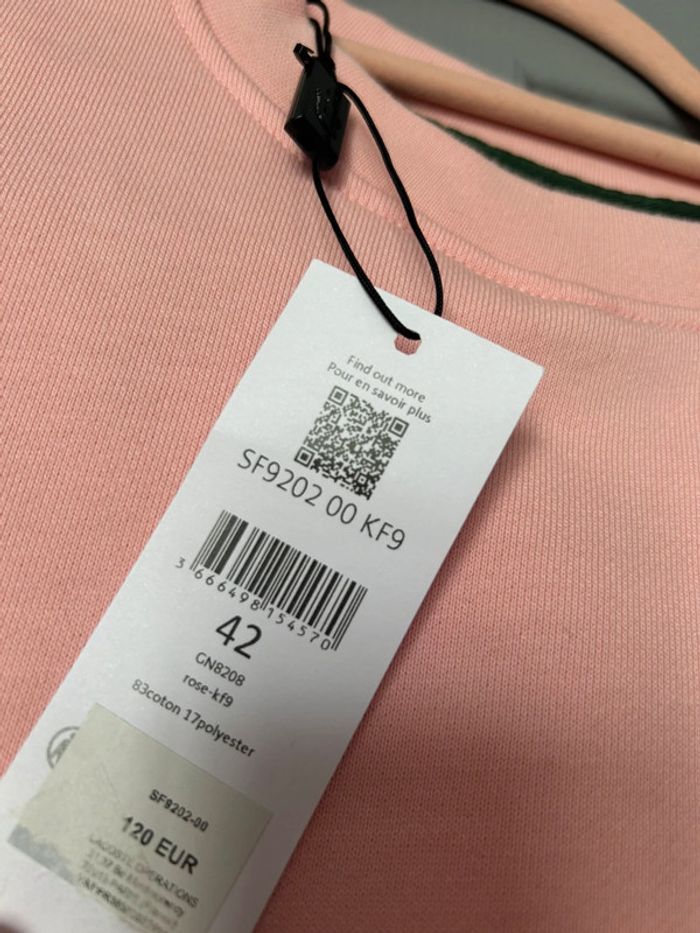 Find out more
Pour en savoir plus
SF9202 00 KF9
3 666498 154570
42
GN8208
rose-kf9
83coton 17polyester
SF9202-00
120 EUR
LACOSTE OPERATIONS